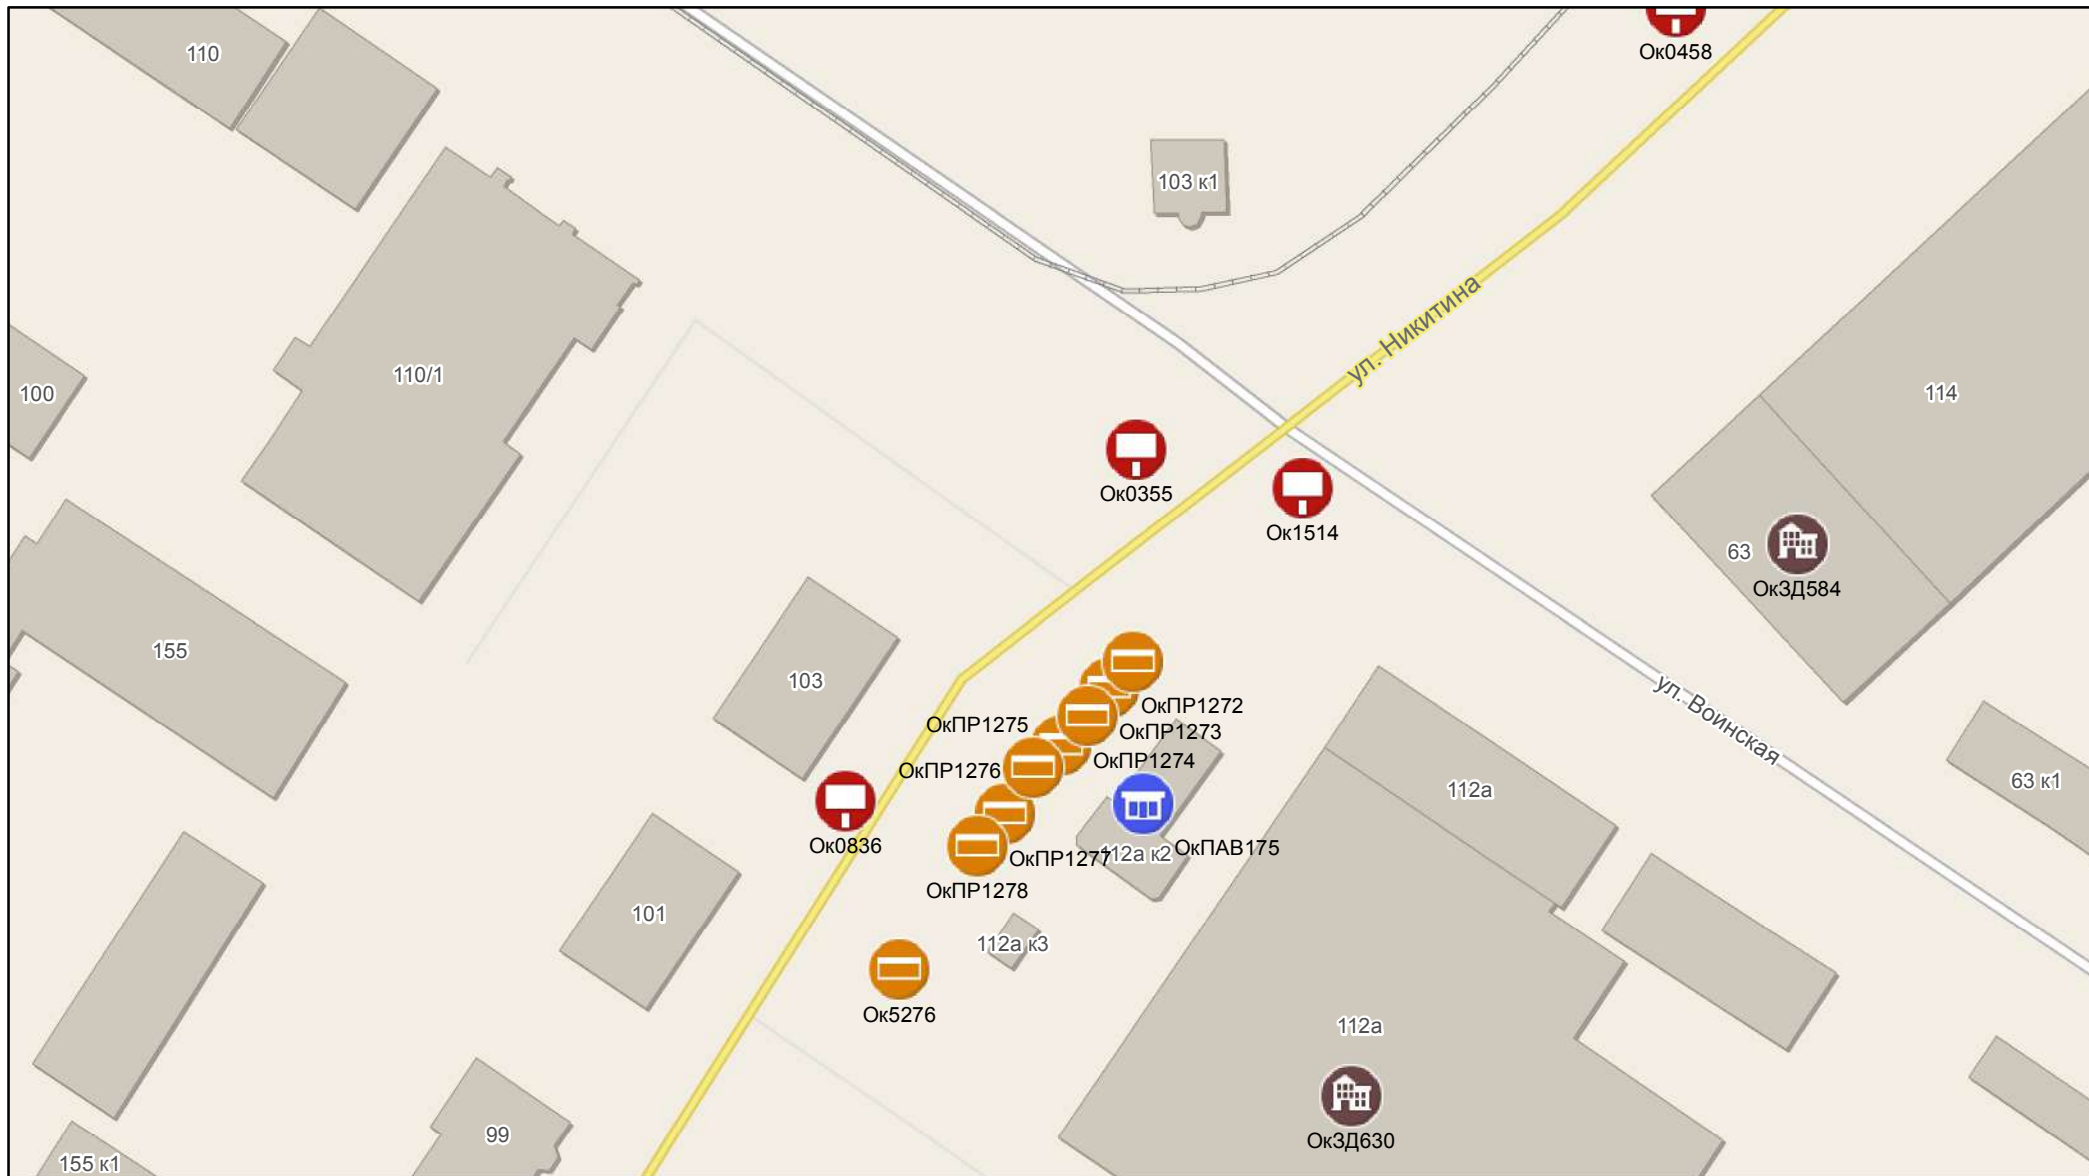 110
Ок0458
103 к1
ул. Никитина
110/1
100
114
Ок0355
Ок1514
63
ОкЗД584
155
103
ул. Воинская
ОкПР1272
ОкПР1275
ОкПР1273
ОкПР1274
ОкПР1276
63 к1
112а
Ок0836
ОкПАВ175
112а к2
ОкПР1277
ОкПР1278
101
112а к3
Ок5276
112а
99
ОкЗД630
155 к1